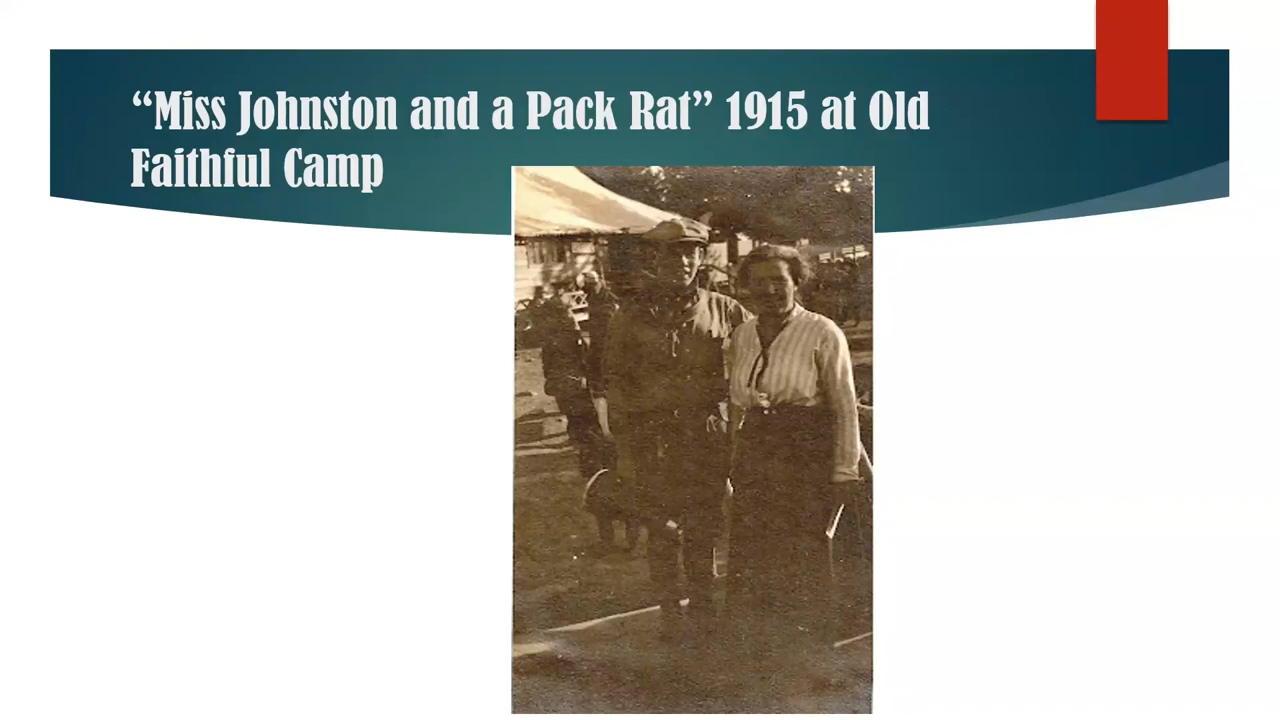 “Miss Johnston and a Pack Rat” 1915 at Old
Faithful Camp